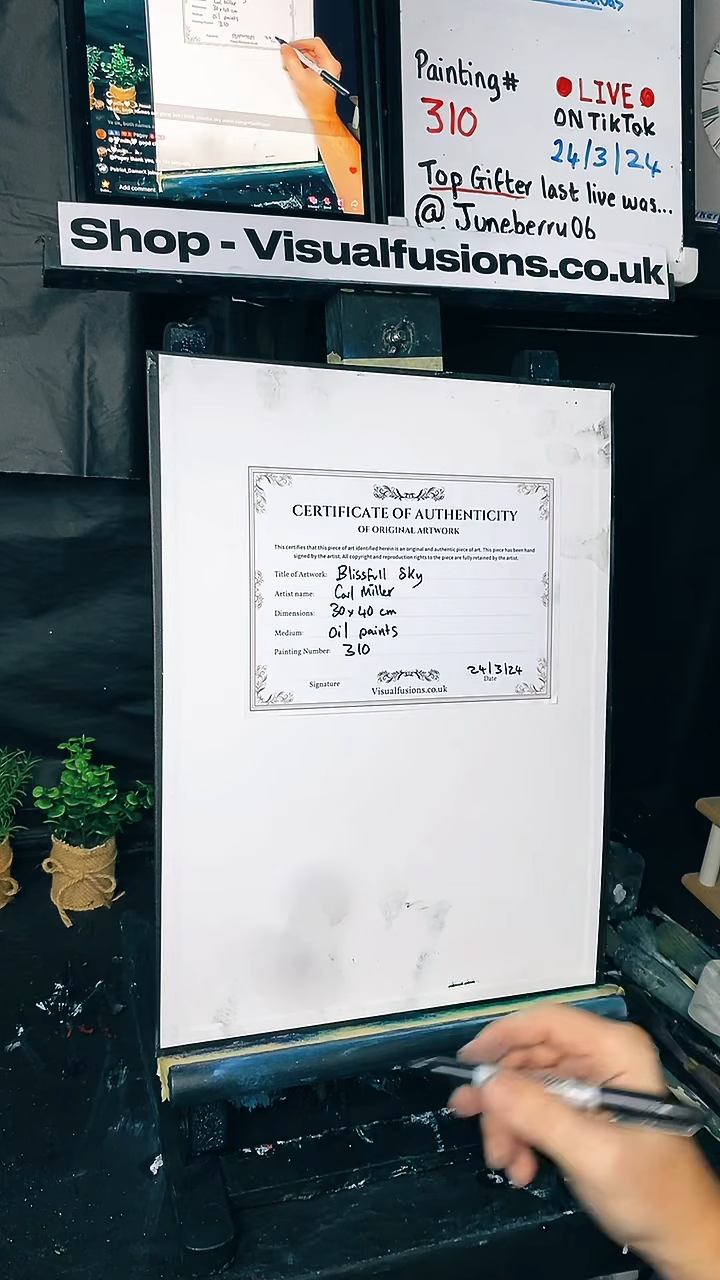 Painting#
310
LIVE
ON TikTok
24/3/24
Top Gifter last live was...
@Juneberry06
Shop - Visualfusions.co.uk
Add comment
CERTIFICATE OF AUTHENTICITY
OF ORIGINAL ARTWORK
This certifies that this piece of art identified herein is an original and authentic piece of art. This piece has been hand
signed by the artist. All copyright and reproduction rights to the piece are fully retained by the artist.
Title of Artwork: Blissfull Sky
Artist name: Carl Miller
Dimensions: 30 x 40 cm
Medium: oil paints
Painting Number: 310
24/3/24
Signature
Date
Visualfusions.co.uk